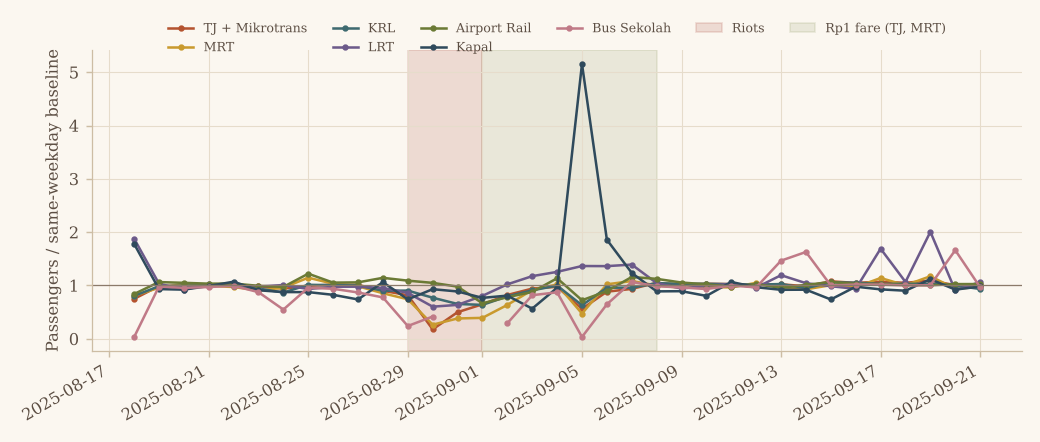 TJ + Mikrotrans KRL Airport Rail Bus Sekolah Riots Rp1 fare (TJ, MRT)
MRT LRT Kapal
Passengers / same-weekday baseline
5
4
3
2
1
0
2025-08-17 2025-08-21 2025-08-25 2025-08-29 2025-09-01 2025-09-05 2025-09-09 2025-09-13 2025-09-17 2025-09-21